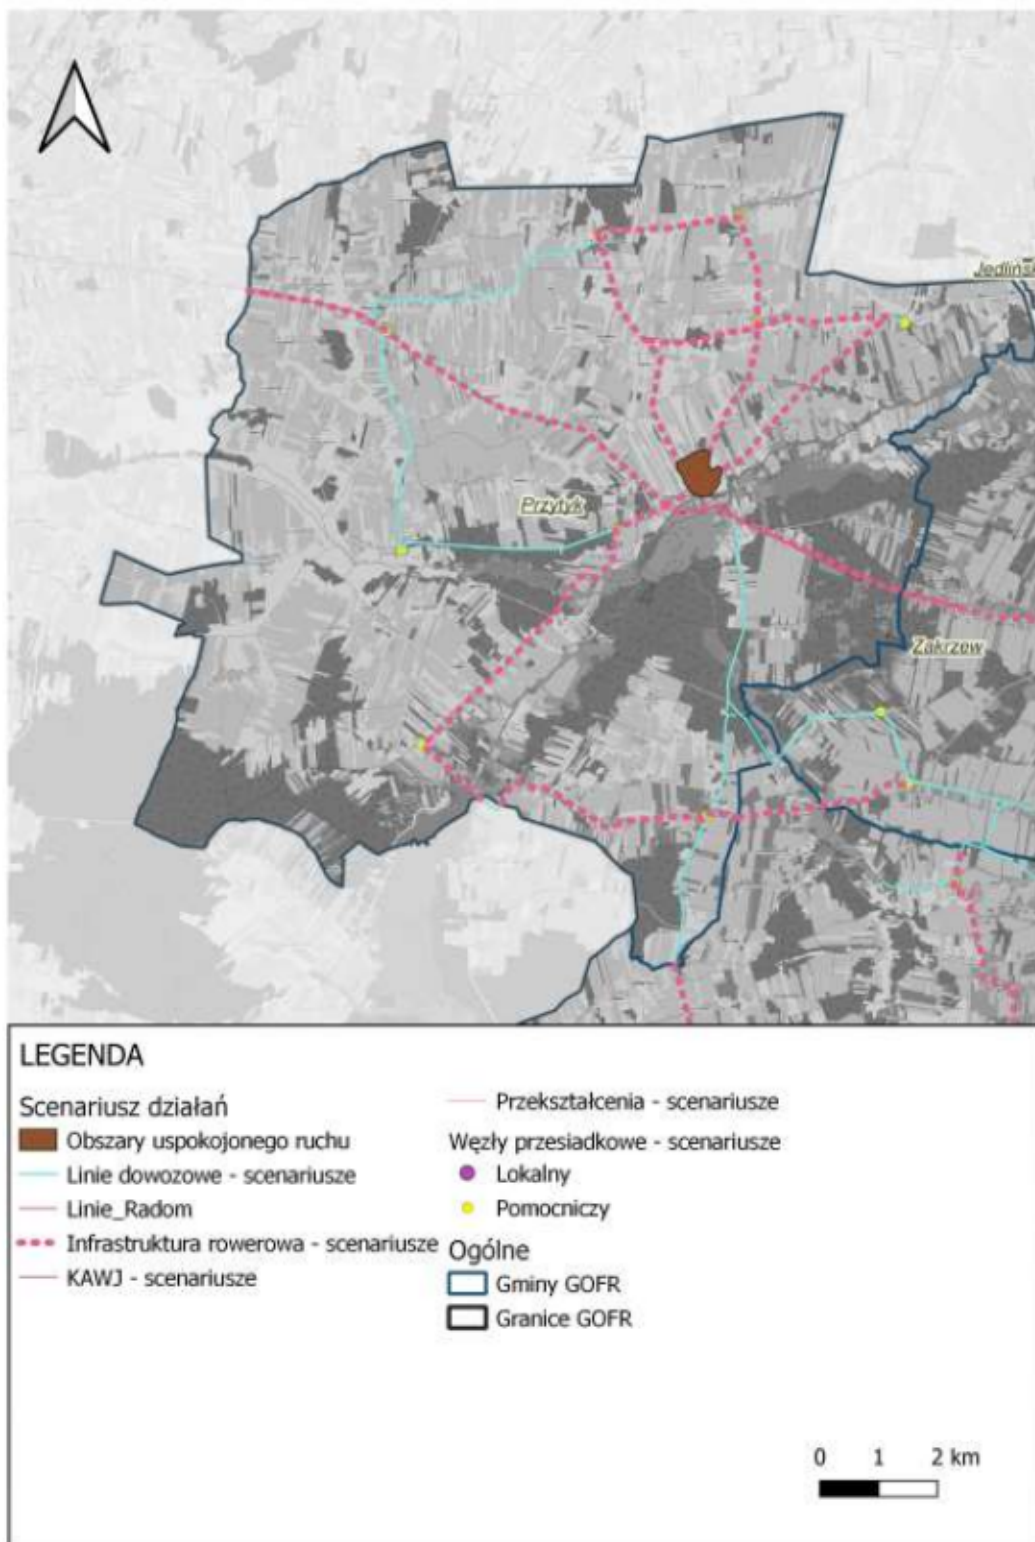 Jedlińsk
Przytyk
Zakrzew
LEGENDA
Scenariusz działań
Obszary uspokojonego ruchu
Linie dowozowe - scenariusze
Linie_Radom
Infrastruktura rowerowa - scenariusze
KAWJ - scenariusze
Przekształcenia - scenariusze
Węzły przesiadkowe - scenariusze
Lokalny
Pomocniczy
Ogólne
Gminy GOFR
Granice GOFR
0 1 2 km